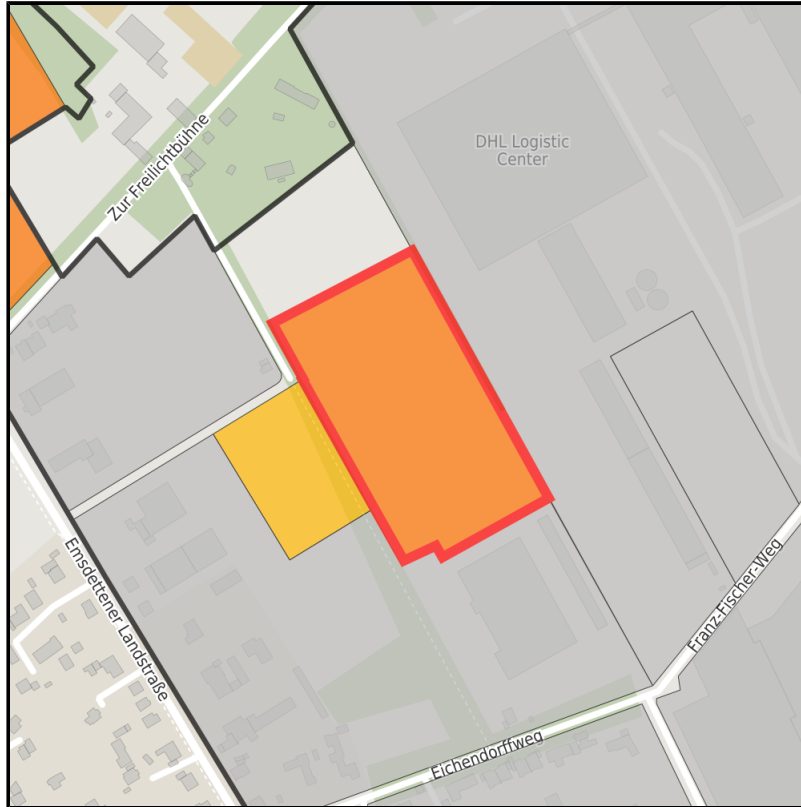 Zur Freilichtbühne
DHL Logistic
Center
Emsdettener Landstraße
Franz-Fischer-Weg
Eichendorffweg